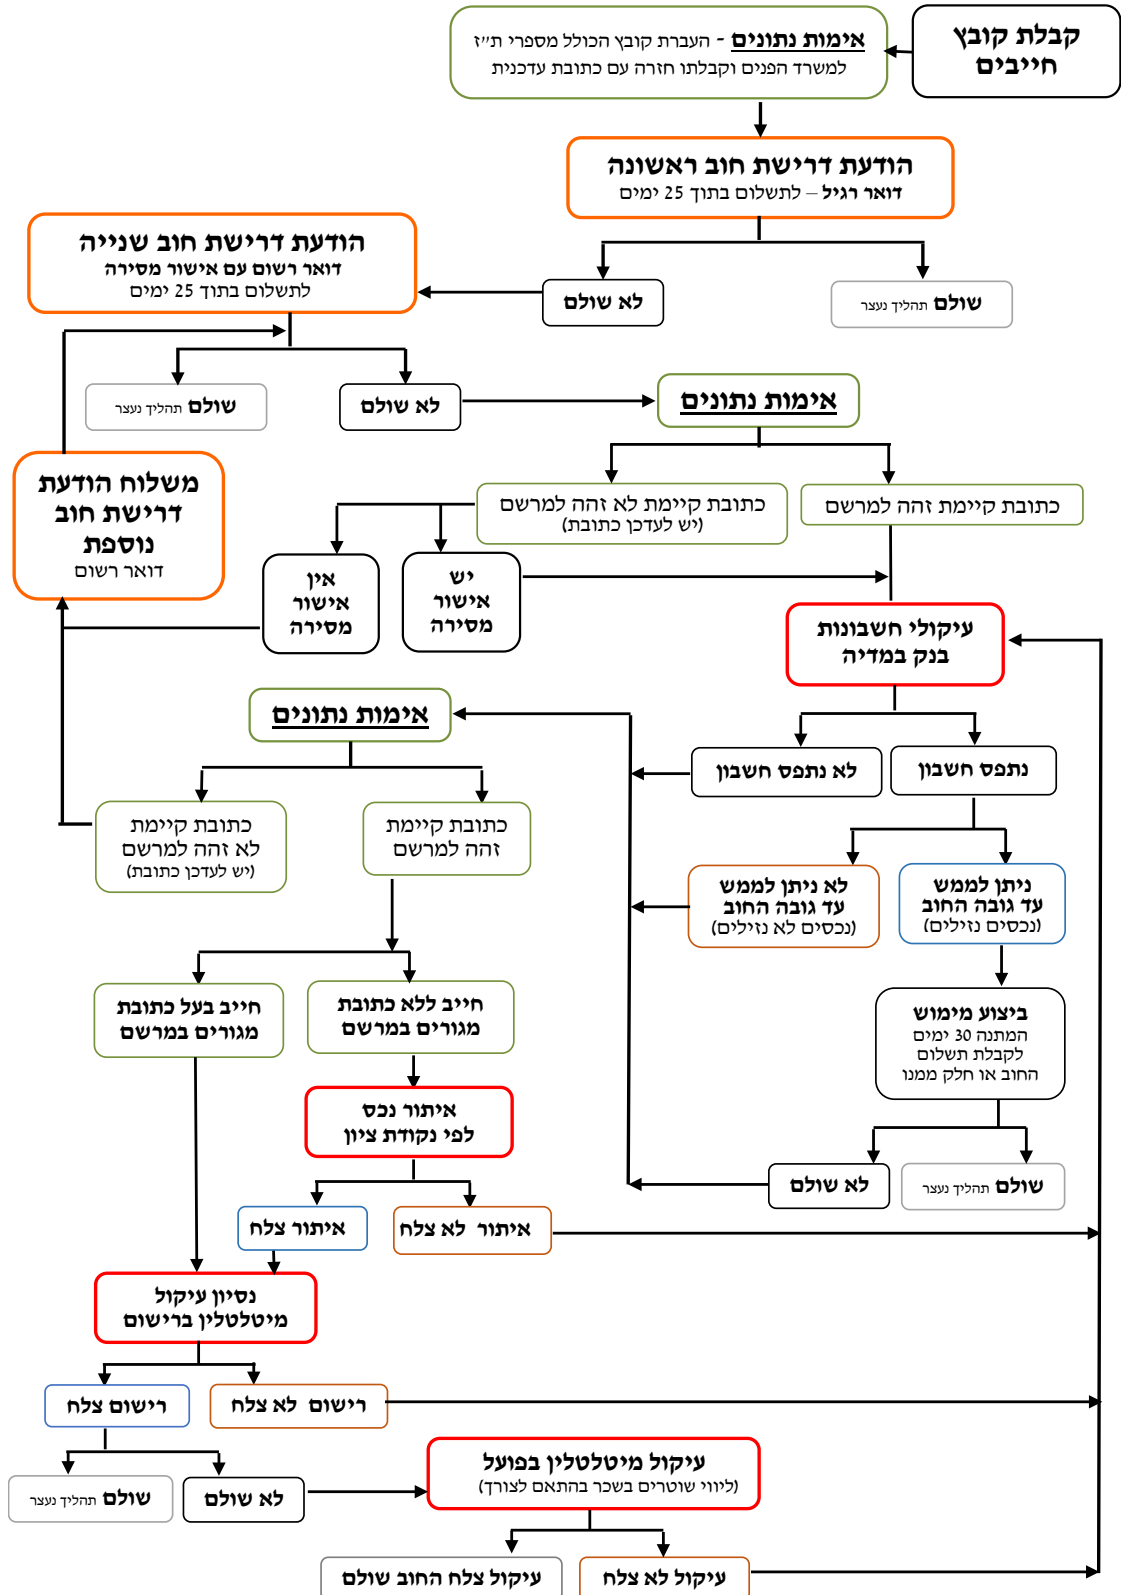 קבלת קובץ
חייבים
אימות נתונים - העברת קובץ הכולל מספרי ת״ז
למשרד הפנים וקבלתו חזרה עם כתובת עדכנית
הודעת דרישת חוב ראשונה
דואר רגיל – לתשלום בתוך 25 ימים
שולם תהליך נעצר
לא שולם
הודעת דרישת חוב שנייה
דואר רשום עם אישור מסירה
לתשלום בתוך 25 ימים
שולם תהליך נעצר
לא שולם
אימות נתונים
כתובת קיימת זהה למרשם
כתובת קיימת לא זהה למרשם
(יש לעדכן כתובת)
משלוח הודעת
דרישת חוב
נוספת
דואר רשום
יש
אישור
מסירה
אין
אישור
מסירה
עיקולי חשבונות
בנק במדיה
נתפס חשבון
לא נתפס חשבון
אימות נתונים
כתובת קיימת
זהה למרשם
כתובת קיימת
לא זהה למרשם
(יש לעדכן כתובת)
ניתן לממש
עד גובה החוב
(נכסים נזילים)
לא ניתן לממש
עד גובה החוב
(נכסים לא נזילים)
ביצוע מימוש
המתנה 30 ימים
לקבלת תשלום
החוב או חלק ממנו
שולם תהליך נעצר
לא שולם
חייב ללא כתובת
מגורים במרשם
חייב בעל כתובת
מגורים במרשם
איתור נכס
לפי נקודת ציון
איתור לא צלח
איתור צלח
נסיון עיקול
מיטלטלין ברישום
רישום לא צלח
רישום צלח
שולם תהליך נעצר
לא שולם
עיקול מיטלטלין בפועל
(ליווי שוטרים בשכר בהתאם לצורך)
עיקול לא צלח
עיקול צלח החוב שולם